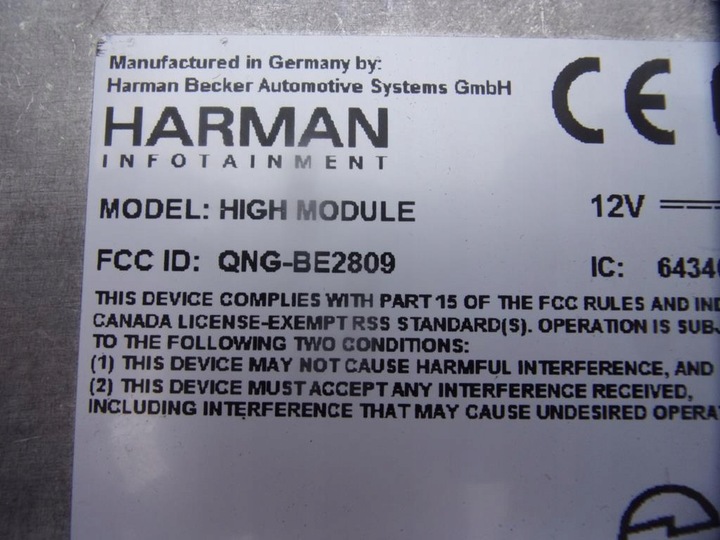 Manufactured in Germany by:
Harman Becker Automotive Systems GmbH
HARMAN
INFOTAINMENT
MODEL: HIGH MODULE
12V
FCC ID: QNG-BE2809
IC: 6434
THIS DEVICE COMPLIES WITH PART 15 OF THE FCC RULES AND
CANADA LICENSE-EXEMPT RSS STANDARD(S). OPERATION IS
TO THE FOLLOWING TWO CONDITIONS:
(1) THIS DEVICE MAY NOT CAUSE HARMFUL INTERFERENCE, AND
(2) THIS DEVICE MUST ACCEPT ANY INTERFERENCE RECEIVED,
INCLUDING INTERFERENCE THAT MAY CAUSE UNDESIRED
CE